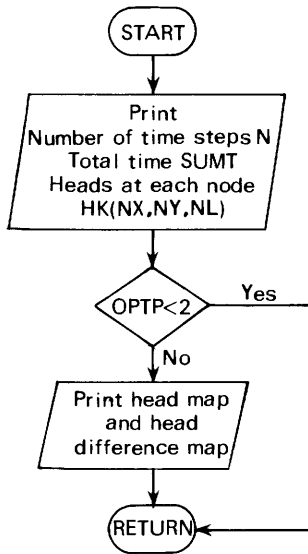 START
Print
Number of time steps N
Total time SUMT
Heads at each node
HK(NX,NY,NL)
OPTP<2
Yes
No
Print head map
and head
difference map
RETURN